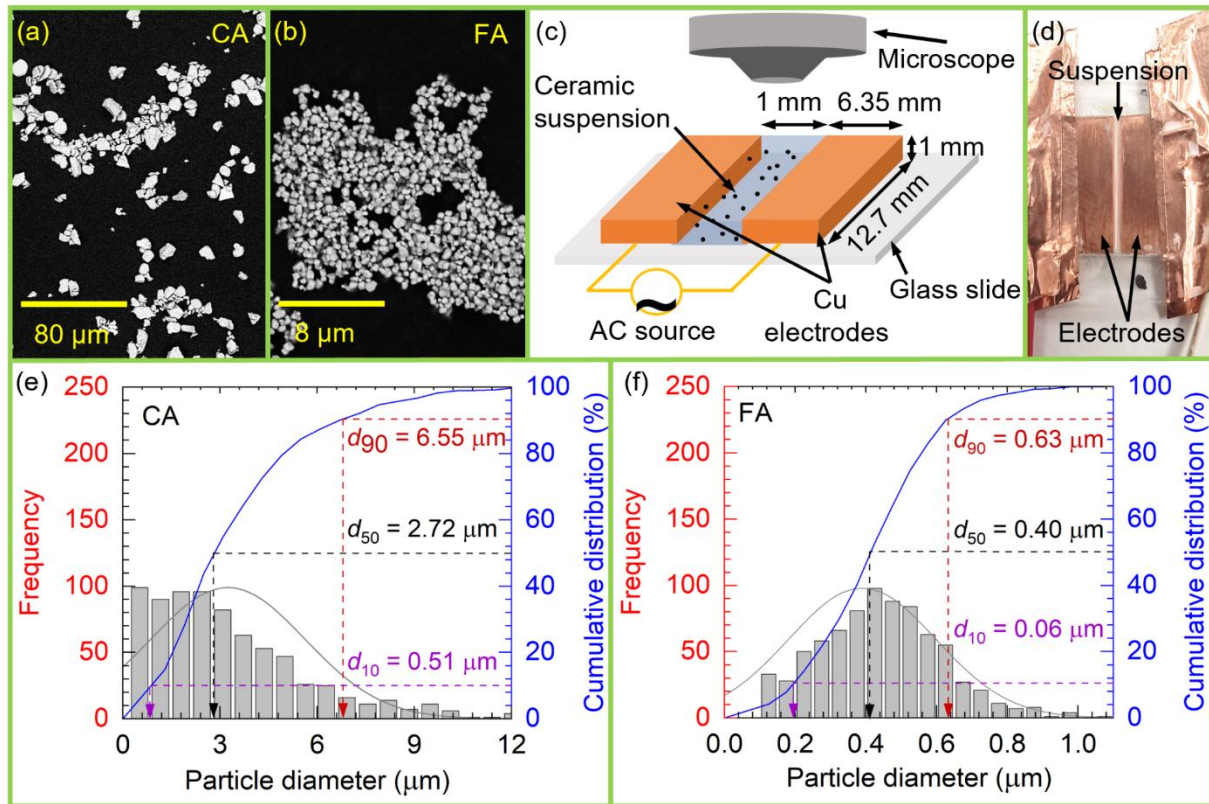 (a)
CA
80 µm
(b)
FA
8 µm
(c)
Microscope
Ceramic
suspension
1 mm
6.35 mm
1 mm
12.7 mm
Glass slide
Cu
electrodes
AC source
(d)
Suspension
Electrodes
(e)
CA
250
200
150
100
50
0
Frequency
0
3
6
9
12
Particle diameter (µm)
100
80
60
40
20
0
Cumulative distribution (%)
d90 = 6.55 µm
d50 = 2.72 µm
d10 = 0.51 µm
(f)
FA
250
200
150
100
50
0
Frequency
0.0
0.2
0.4
0.6
0.8
1.0
Particle diameter (µm)
100
80
60
40
20
0
Cumulative distribution (%)
d90 = 0.63 µm
d50 = 0.40 µm
d10 = 0.06 µm